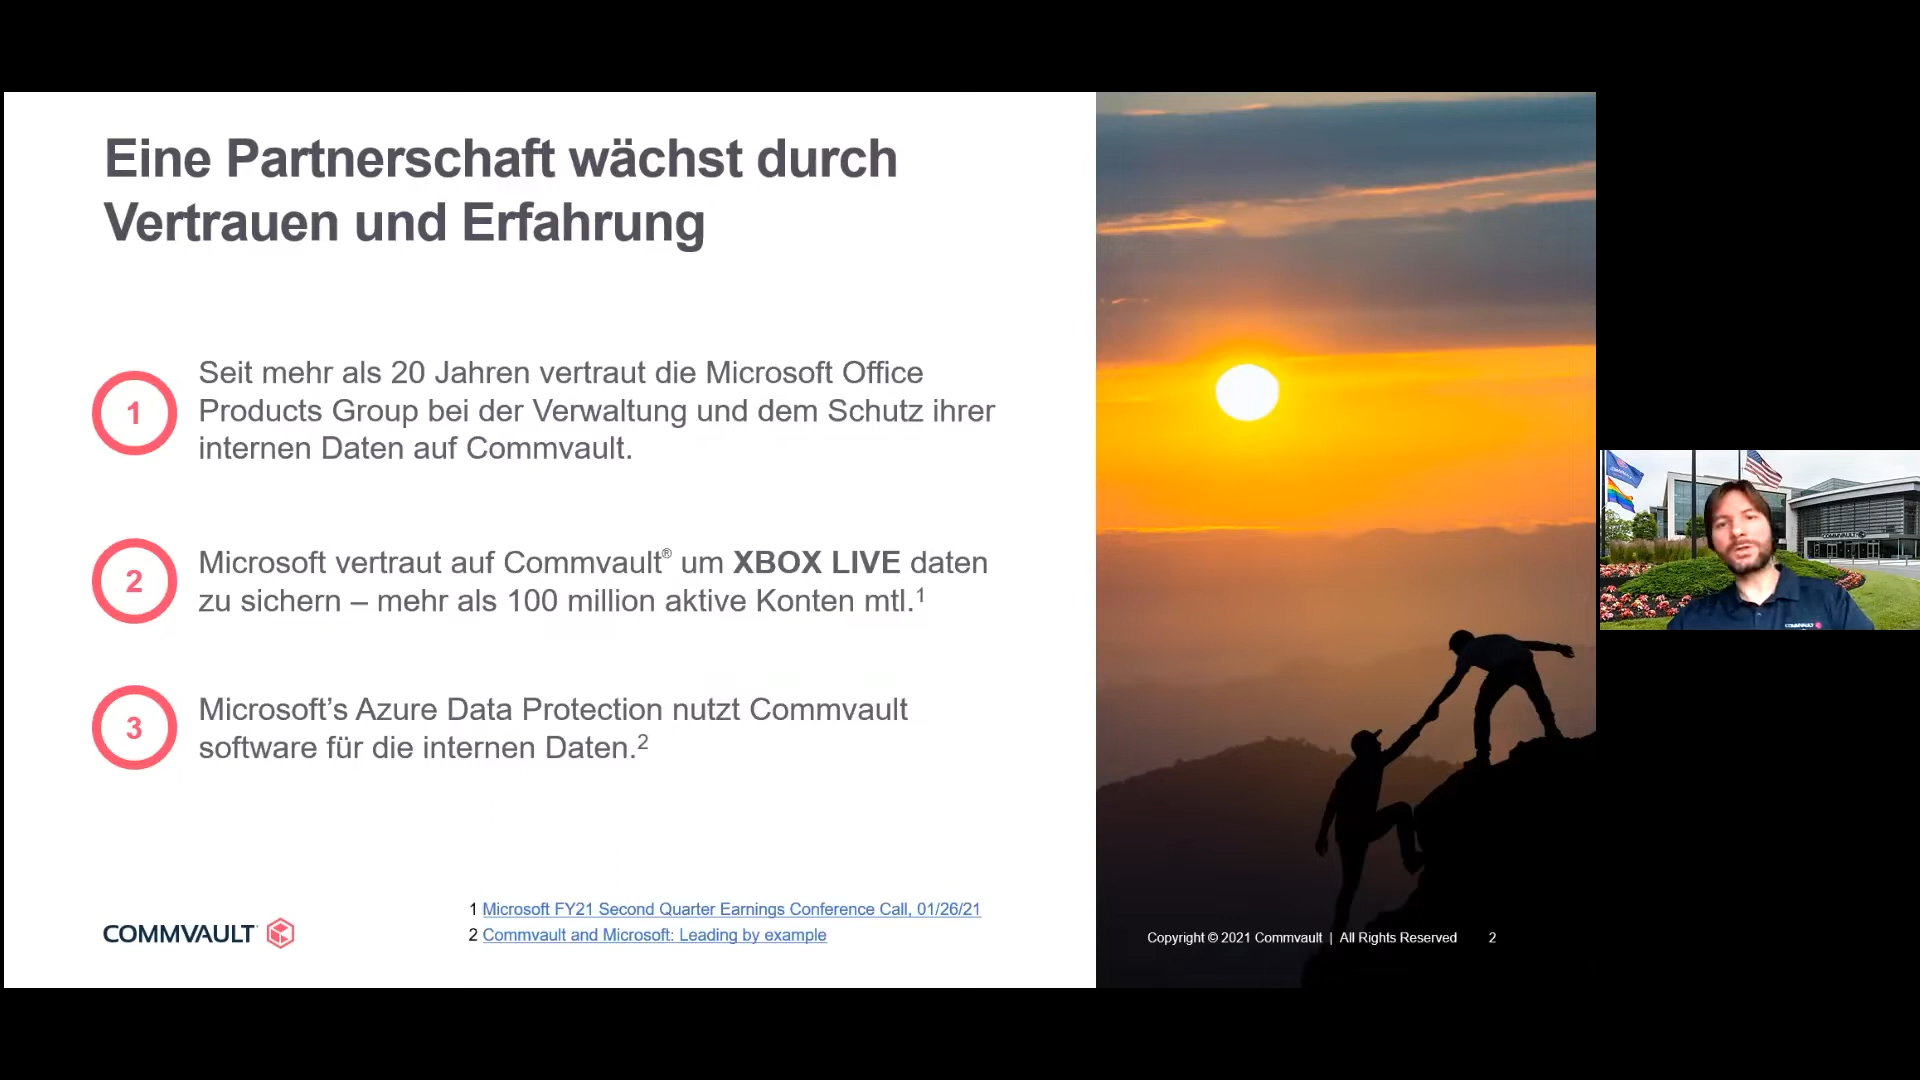 Eine Partnerschaft wächst durch
Vertrauen und Erfahrung
1
Seit mehr als 20 Jahren vertraut die Microsoft Office
Products Group bei der Verwaltung und dem Schutz ihrer
internen Daten auf Commvault.
2
Microsoft vertraut auf Commvault® um XBOX LIVE daten
zu sichern – mehr als 100 million aktive Konten mtl.1
3
Microsoft’s Azure Data Protection nutzt Commvault
software für die internen Daten.2
COMMVAULT
1 Microsoft FY21 Second Quarter Earnings Conference Call, 01/26/21
2 Commvault and Microsoft: Leading by example
Copyright © 2021 Commvault | All Rights Reserved 2
COMMVAULT
COMMVAULT